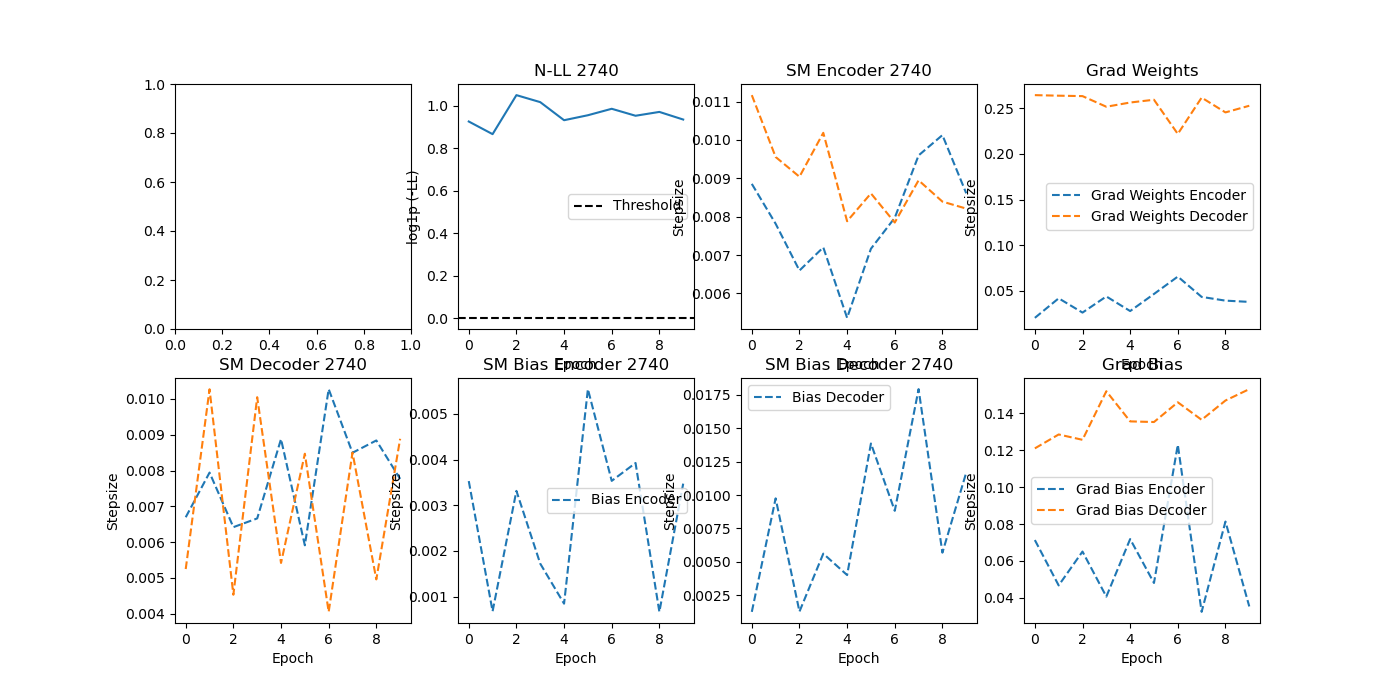 1.0
0.8
0.6
0.4
0.2
0.0
0.0 0.2 0.4 0.6 0.8 1.0
N-LL 2740
log1p (-LL)
1.0
0.8
0.6
0.4
0.2
0.0
Threshold
0 2 4 6 8
Epoch
SM Encoder 2740
Stepsize
0.011
0.010
0.009
0.008
0.007
0.006
0 2 4 6 8
Epoch
Grad Weights
Stepsize
0.25
0.20
0.15
0.10
0.05
Grad Weights Encoder
Grad Weights Decoder
0 2 4 6 8
Epoch
SM Decoder 2740
Stepsize
0.010
0.009
0.008
0.007
0.006
0.005
0.004
0 2 4 6 8
Epoch
SM Bias Encoder 2740
Stepsize
0.005
0.004
0.003
0.002
0.001
Bias Encoder
0 2 4 6 8
Epoch
SM Bias Decoder 2740
Stepsize
0.0175
0.0150
0.0125
0.0100
0.0075
0.0050
0.0025
Bias Decoder
0 2 4 6 8
Epoch
Grad Bias
Stepsize
0.14
0.12
0.10
0.08
0.06
0.04
Grad Bias Encoder
Grad Bias Decoder
0 2 4 6 8
Epoch